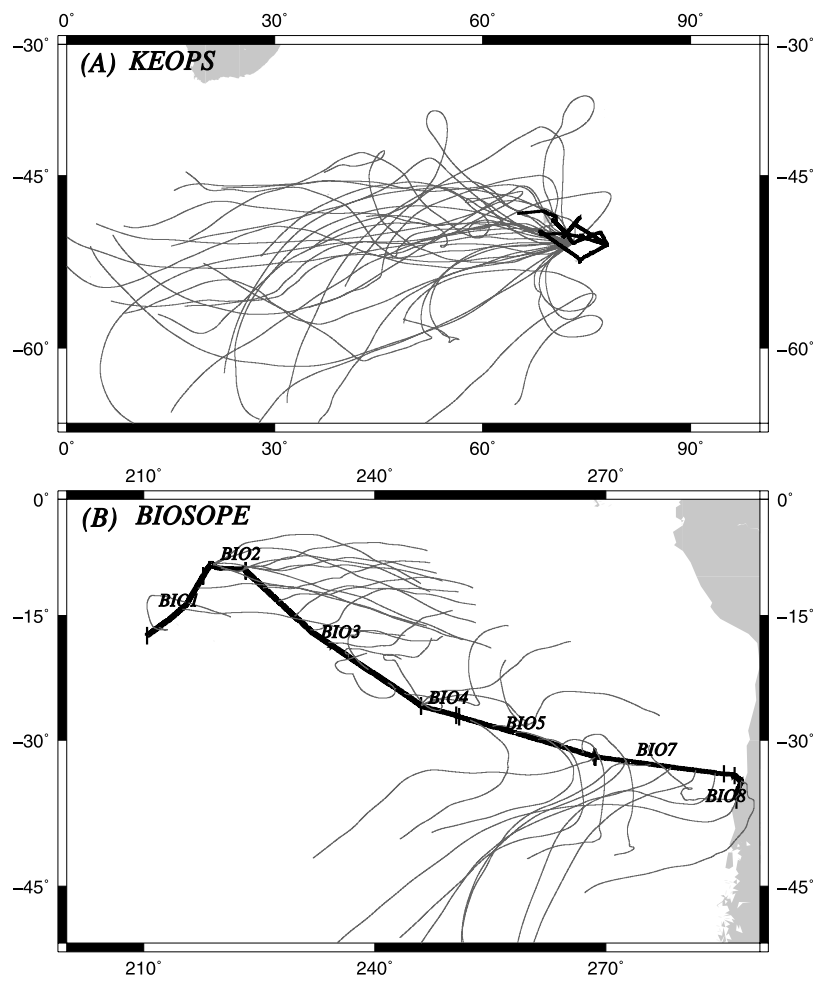 0° 30° 60° 90°
−30° −30°
(A) KEOPS
−45° −45°
−60° −60°
0° 30° 60° 90°
210° 240° 270°
0° 0°
(B) BIOSOPE
BIO2
BIO1
−15° −15°
BIO3
BIO4
BIO5
−30° −30°
BIO7
BIO8
−45° −45°
210° 240° 270°